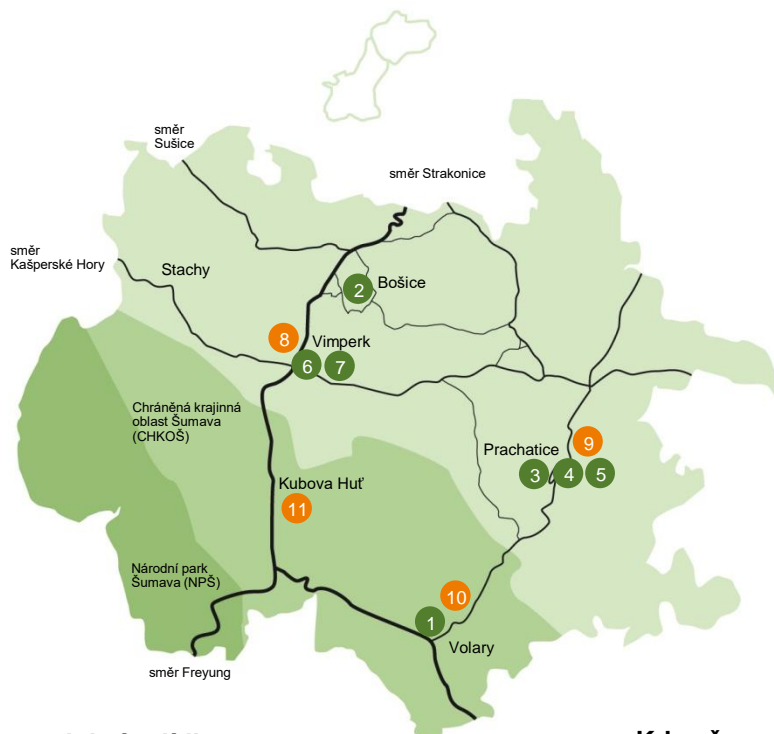 směr
Sušice
směr Strakonice
směr
Kašperské Hory
Stachy
2
Bošice
8
Vimperk
6
7
Chráněná krajinná
oblast Šumava
(CHKOŠ)
9
Prachatice
3
4
5
Kubova Huť
11
Národní park
Šumava (NPŠ)
10
1
Volary
směr Freyung